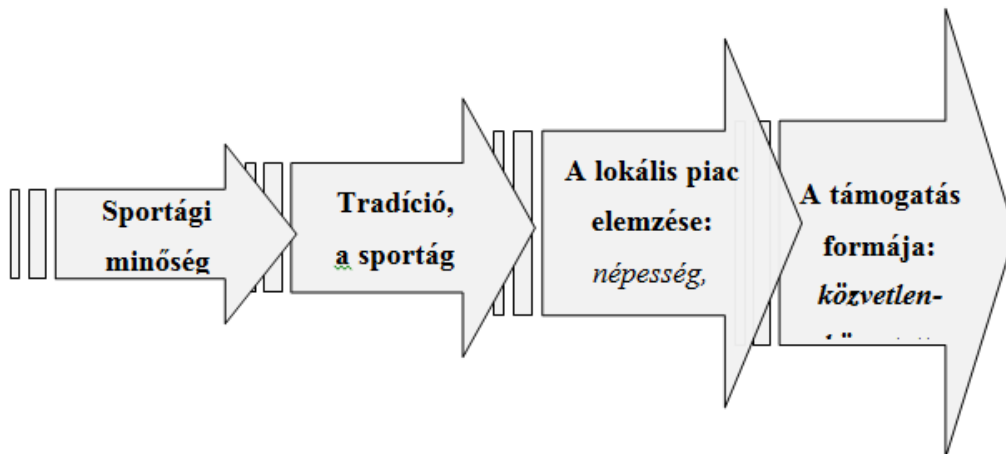 Sportági
minőség
Tradíció,
a sportág
A lokális piac
elemzése:
népesség,
A támogatás
formája:
közvetlen-